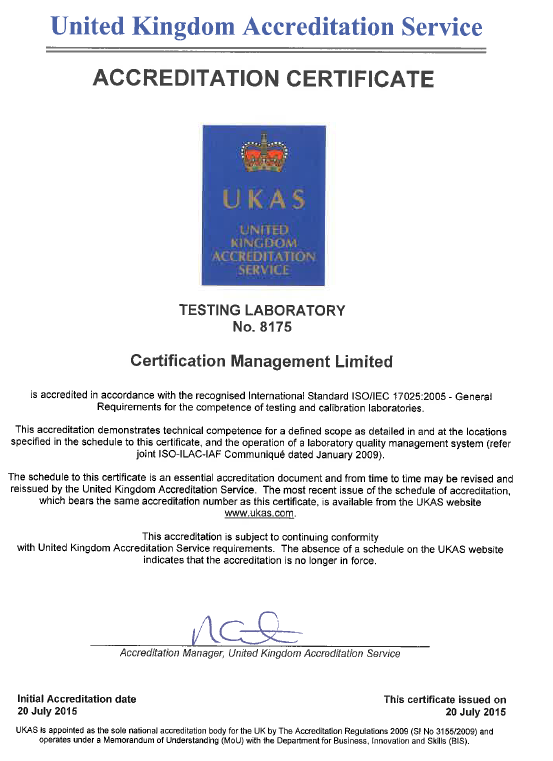 United Kingdom Accreditation Service
ACCREDITATION CERTIFICATE
UKAS
UNITED
KINGDOM
ACCREDITATION
SERVICE
TESTING LABORATORY
No. 8175
Certification Management Limited
is accredited in accordance with the recognised International Standard ISO/IEC 17025:2005 - General
Requirements for the competence of testing and calibration laboratories.
This accreditation demonstrates technical competence for a defined scope as detailed in and at the locations
specified in the schedule to this certificate, and the operation of a laboratory quality management system (refer
joint ISO-ILAC-IAF Communiqué dated January 2009).
The schedule to this certificate is an essential accreditation document and from time to time may be revised and
reissued by the United Kingdom Accreditation Service. The most recent issue of the schedule of accreditation,
which bears the same accreditation number as this certificate, is available from the UKAS website
www.ukas.com.
This accreditation is subject to continuing conformity
with United Kingdom Accreditation Service requirements. The absence of a schedule on the UKAS website
indicates that the accreditation is no longer in force.
Accreditation Manager, United Kingdom Accreditation Service
Initial Accreditation date
20 July 2015
This certificate issued on
20 July 2015
UKAS is appointed as the sole national accreditation body for the UK by The Accreditation Regulations 2009 (SI No 3155/2009) and
operates under a Memorandum of Understanding (MoU) with the Department for Business, Innovation and Skills (BIS).